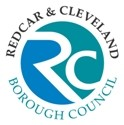 REDCAR & CLEVELAND
RC
BOROUGH COUNCIL